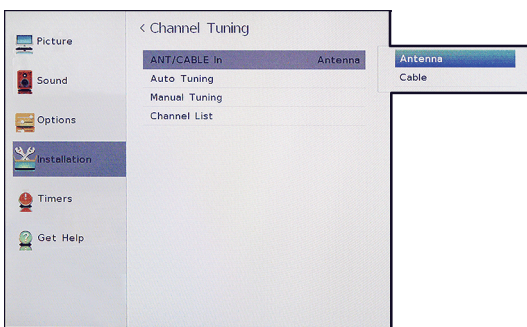 < Channel Tuning
Picture
Sound
Options
Installation
Timers
Get Help
ANT/CABLE In Antenna
Auto Tuning
Manual Tuning
Channel List
Antenna
Cable